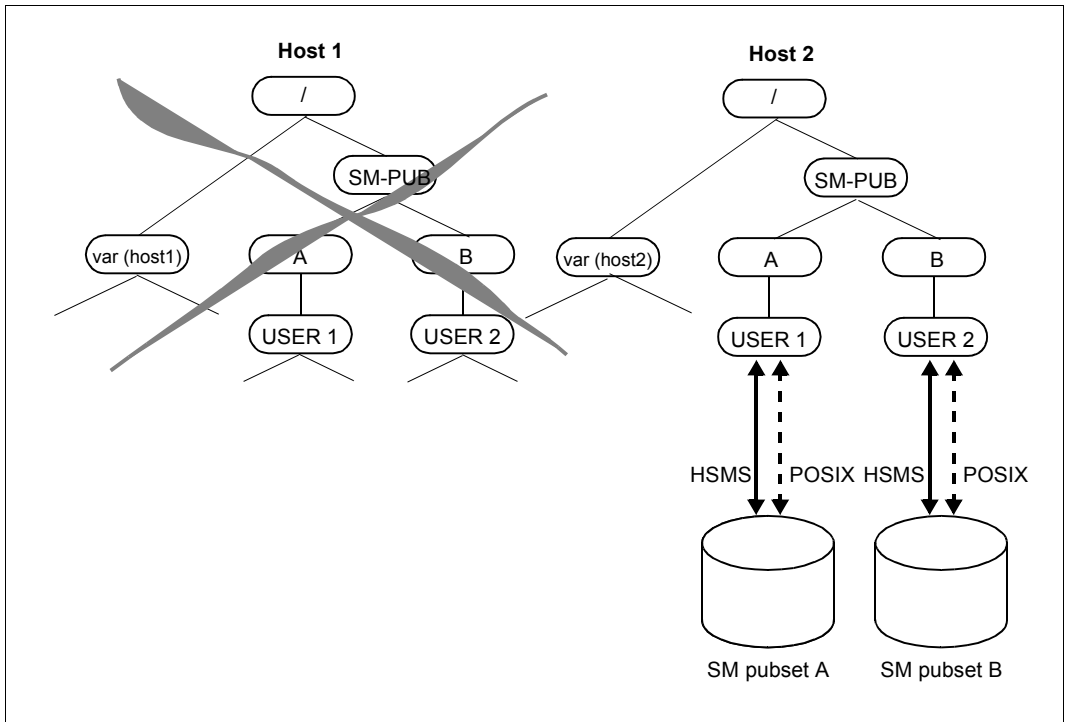 Host 1
Host 2
/
/
SM-PUB
SM-PUB
var (host1)
A
B
var (host2)
A
B
USER 1
USER 2
USER 1
USER 2
HSMS
POSIX
HSMS
POSIX
SM pubset A
SM pubset B